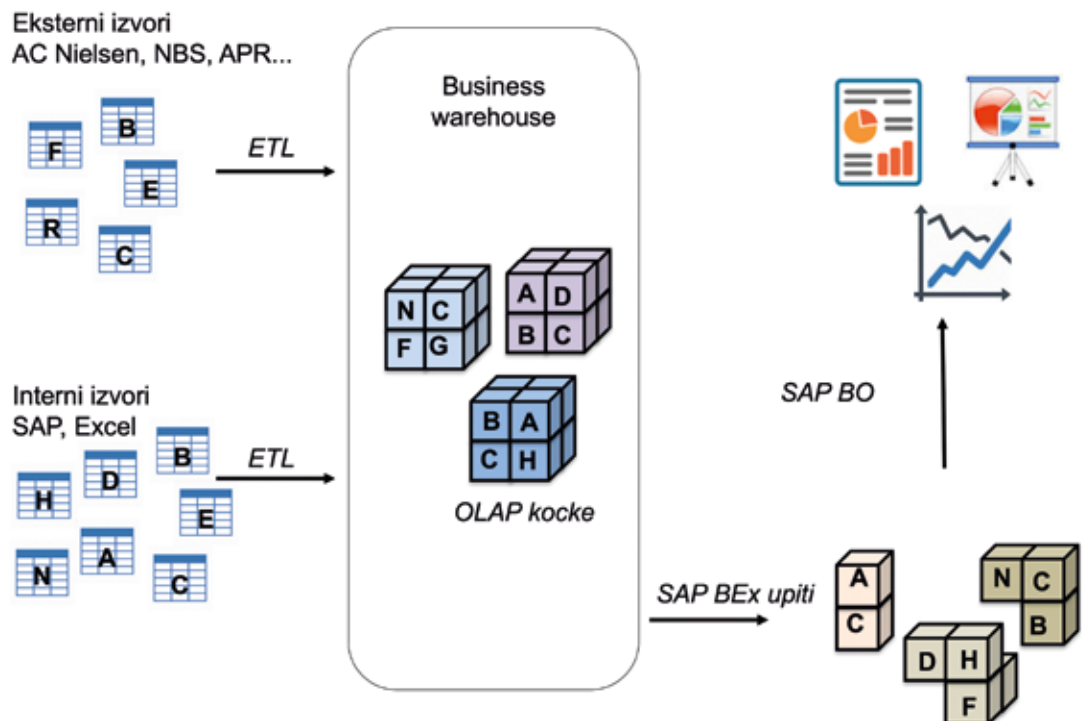 Eksterni izvori
AC Nielsen, NBS, APR...
B
F
E
R
C
ETL
Business
warehouse
N C
F G
A D
B C
B A
C H
OLAP kocke
Interni izvori
SAP, Excel
B
D
H
E
A
N
C
ETL
SAP BEx upiti
A
C
N C
B
D H
F
SAP BO